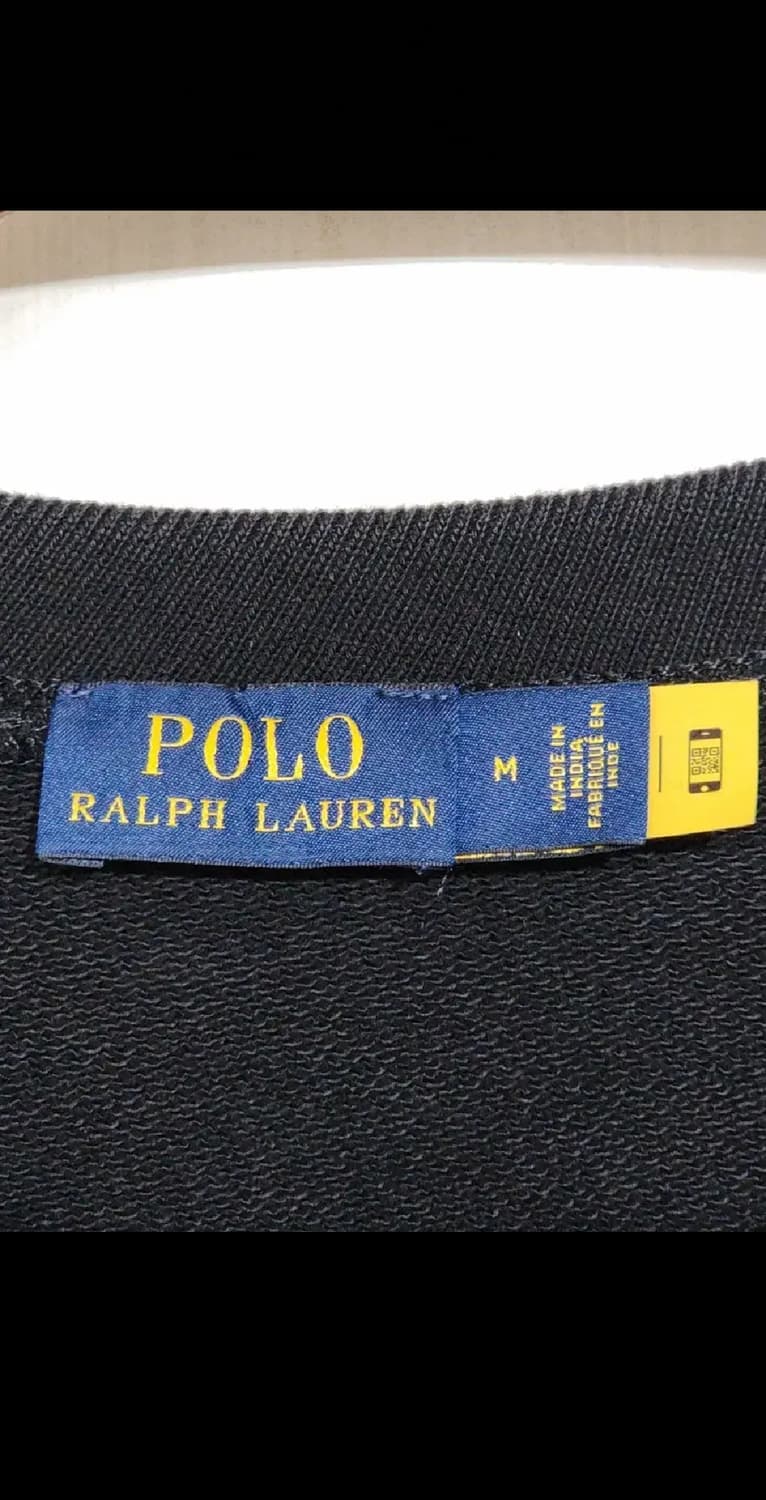 POLO
RALPH LAUREN
M
MADE IN
INDIA
FABRIQUÉ EN
INDE